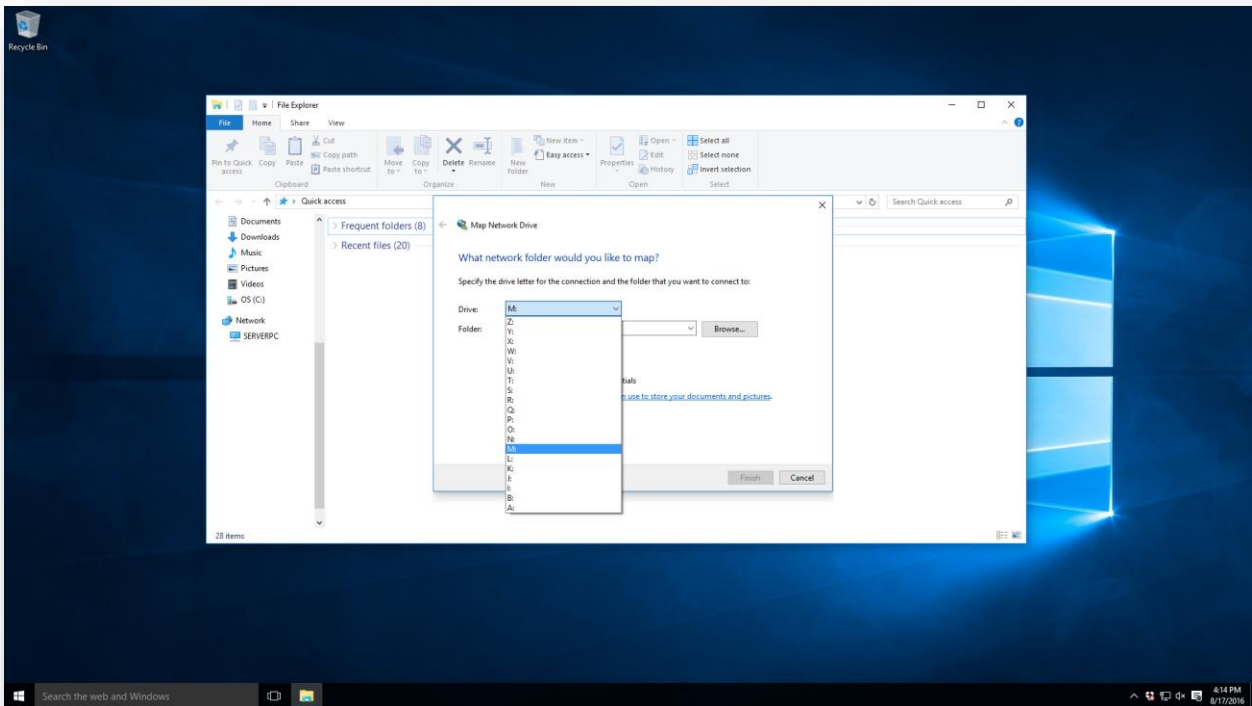 Recycle Bin
File Explorer
File Home Share View
Pin to Quick access
Copy
Paste
Cut
Copy path
Paste shortcut
Clipboard
Move to
Copy to
Delete
Rename
Organize
New folder
New item
Easy access
New
Properties
Open
Edit
History
Open
Select all
Select none
Invert selection
Select
Quick access
Search Quick access
Documents
Downloads
Music
Pictures
Videos
OS (C:)
Network
SERVERPC
Frequent folders (8)
Recent files (20)
Map Network Drive
What network folder would you like to map?
Specify the drive letter for the connection and the folder that you want to connect to:
Drive: M:
Folder: Browse...
Z:
Y:
X:
W:
V:
U:
T:
S:
R:
Q:
P:
O:
N:
M:
L:
K:
J:
I:
B:
A:
tials
use to store your documents and pictures.
Finish Cancel
28 items
Search the web and Windows
4:14 PM
8/17/2016